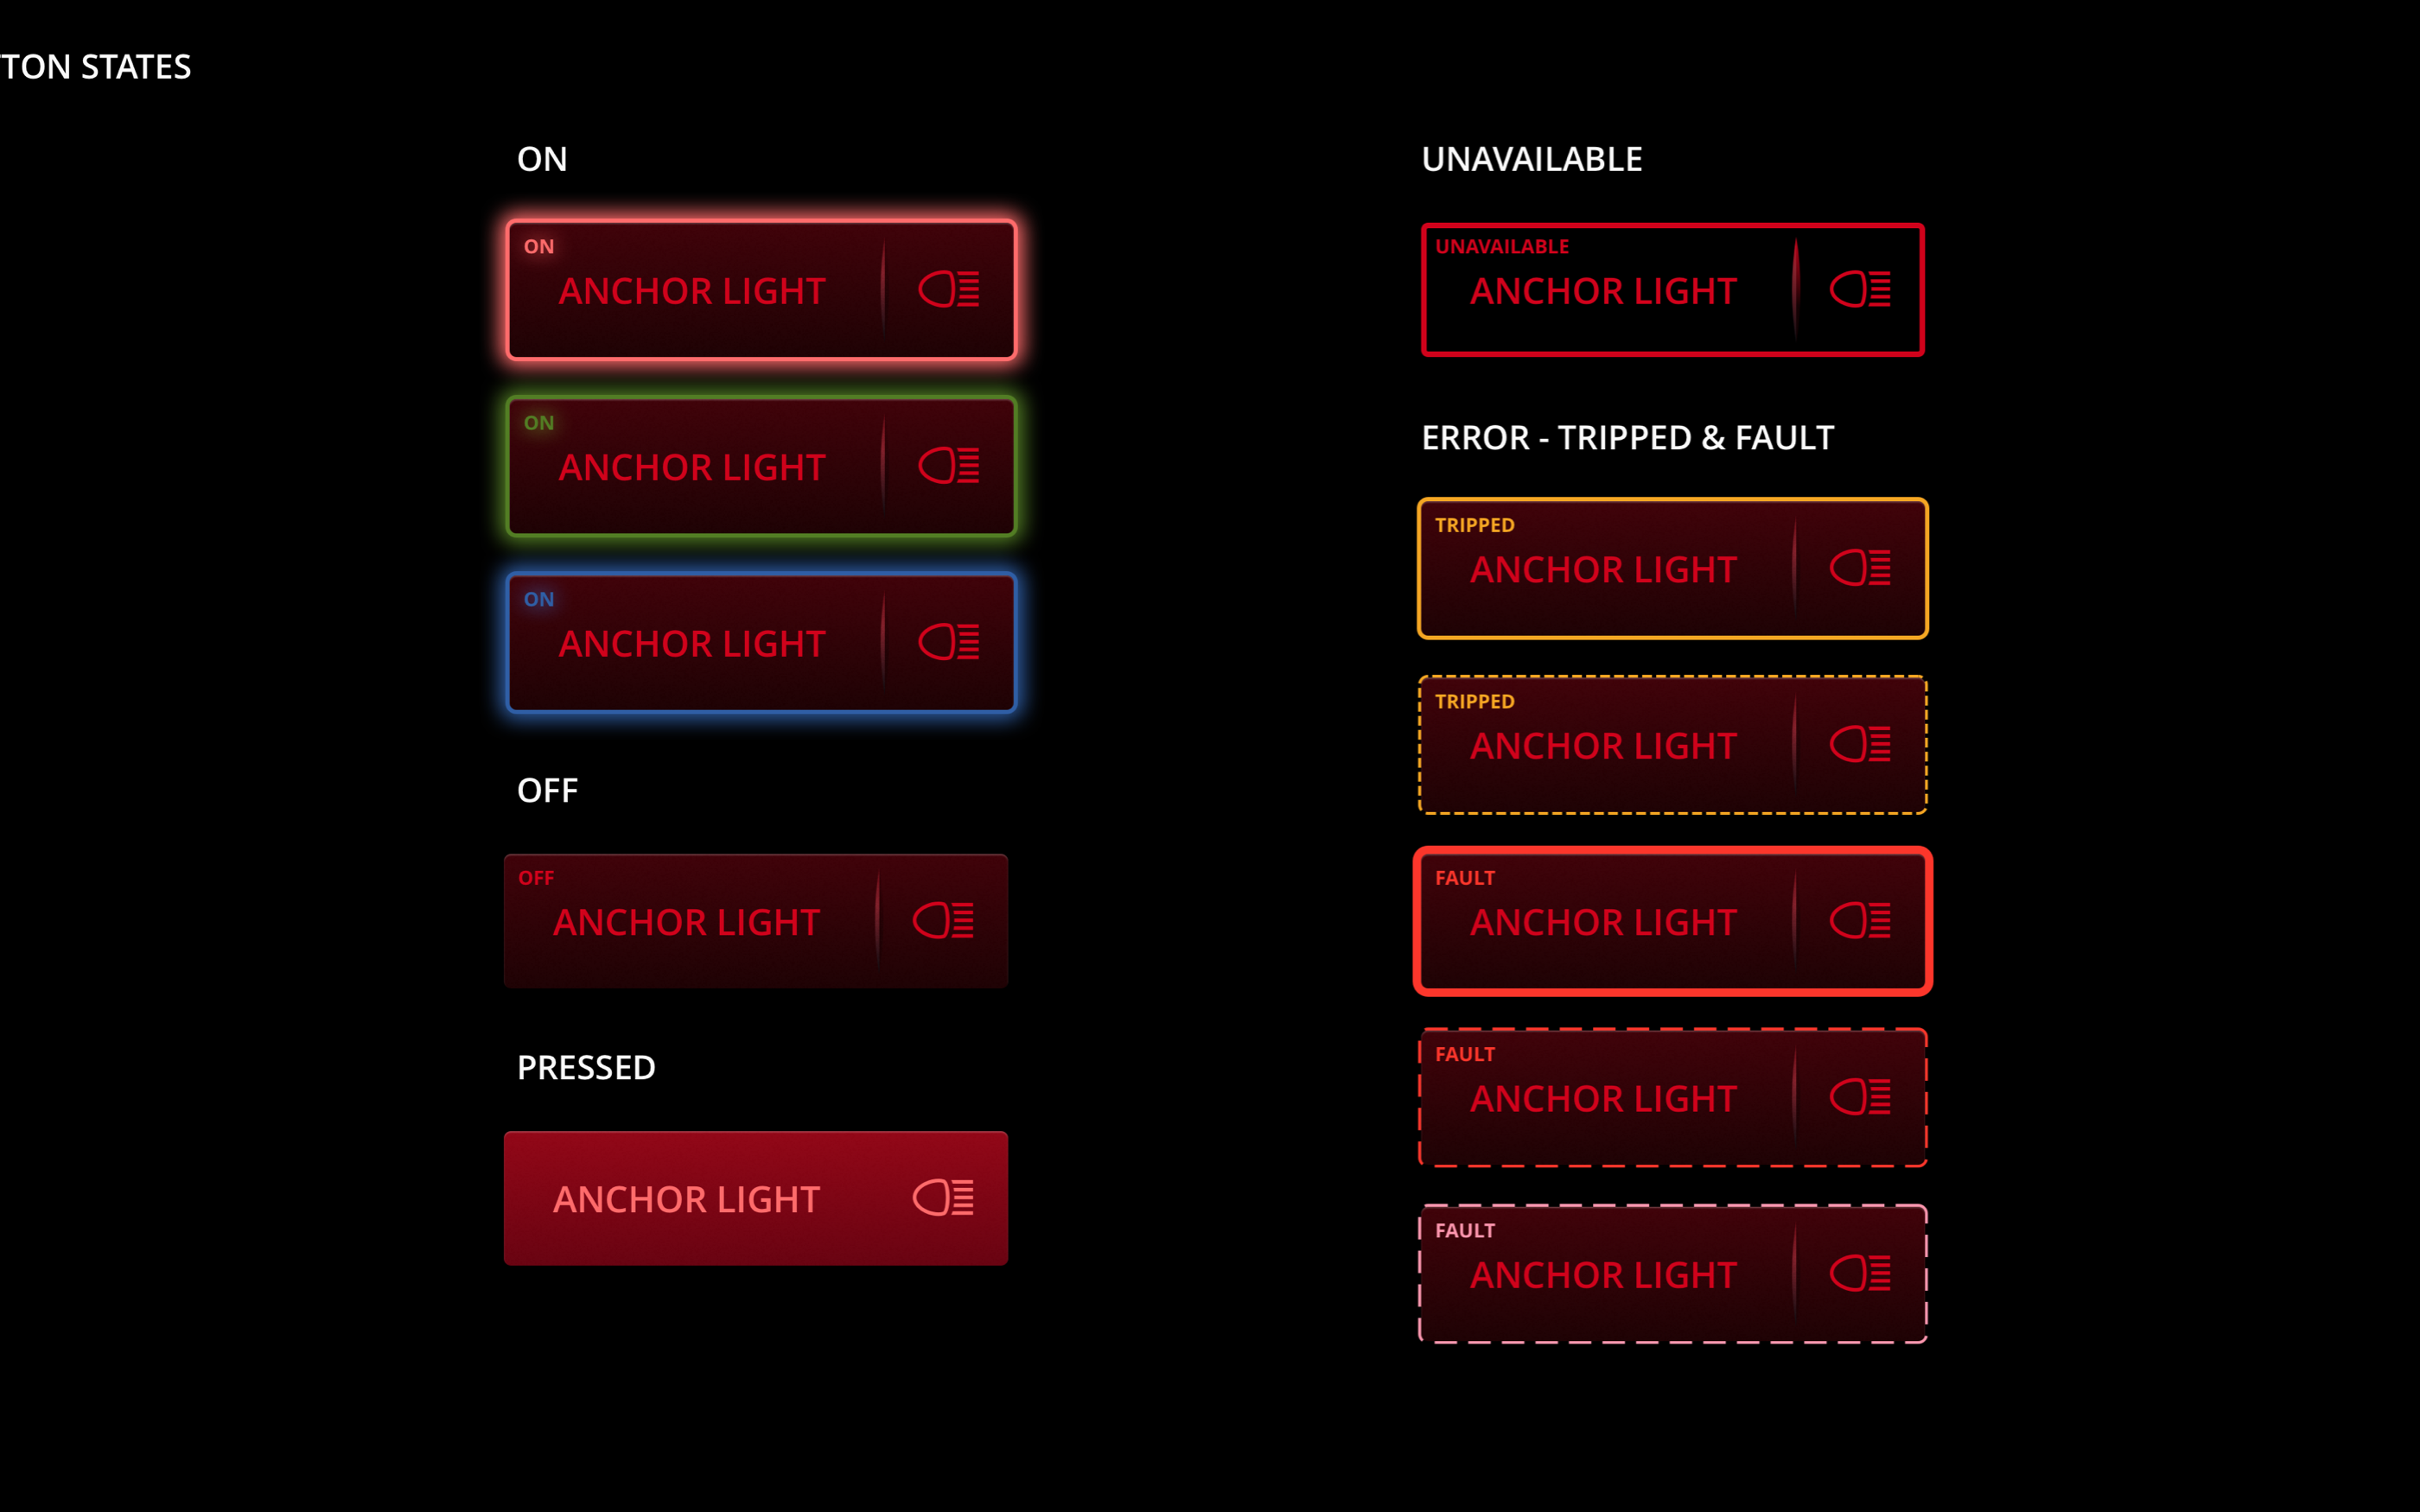 TON STATES
ON
ON
ANCHOR LIGHT
ON
ANCHOR LIGHT
ON
ANCHOR LIGHT
OFF
OFF
ANCHOR LIGHT
PRESSED
ANCHOR LIGHT
UNAVAILABLE
UNAVAILABLE
ANCHOR LIGHT
ERROR - TRIPPED & FAULT
TRIPPED
ANCHOR LIGHT
TRIPPED
ANCHOR LIGHT
FAULT
ANCHOR LIGHT
FAULT
ANCHOR LIGHT
FAULT
ANCHOR LIGHT